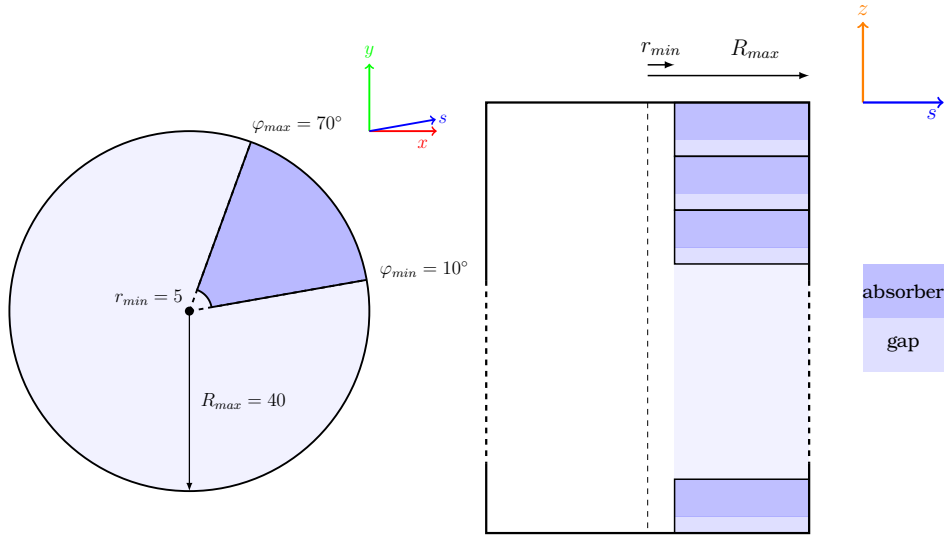 y
s
x
φmax = 70°
φmin = 10°
rmin = 5
Rmax = 40
rmin
Rmax
z
s
absorber
gap